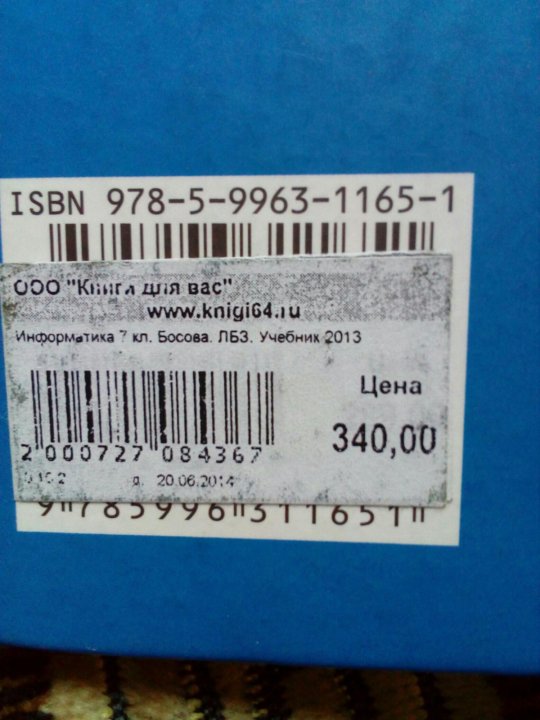 ISBN 978-5-9963-1165-1
ООО "Книги для вас"
www.knigi64.ru
Информатика 7 кл. Босова. ЛБЗ. Учебник 2013
Цена
340,00
2 000727 084367
д. 20.06.2014
9 785996 311651